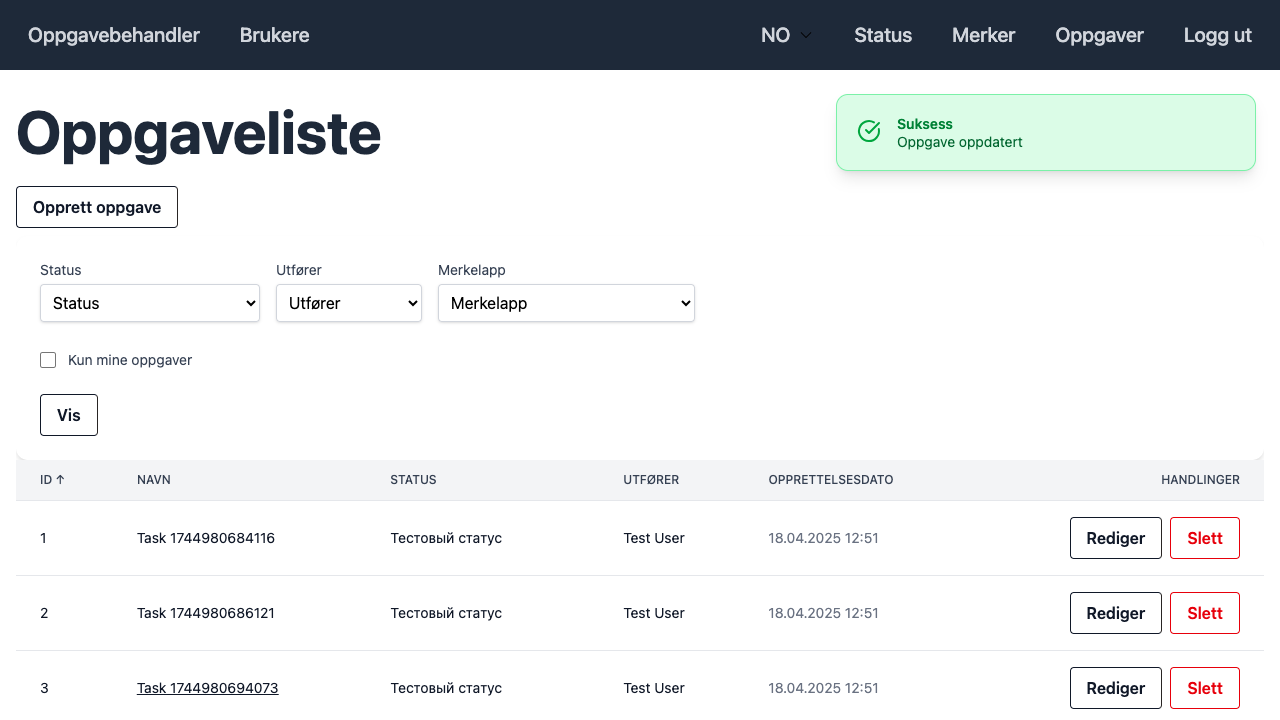 Oppgavebehandler Brukere NO Status Merker Oppgaver Logg ut
Oppgaveliste
Suksess
Oppgave oppdatert
Opprett oppgave
Status Utfører Merkelapp
Status Utfører Merkelapp
Kun mine oppgaver
Vis
ID ↑ NAVN STATUS UTFØRER OPPRETTELSESDATO HANDLINGER
1 Task 1744980684116 Тестовый статус Test User 18.04.2025 12:51 Rediger Slett
2 Task 1744980686121 Тестовый статус Test User 18.04.2025 12:51 Rediger Slett
3 Task 1744980694073 Тестовый статус Test User 18.04.2025 12:51 Rediger Slett